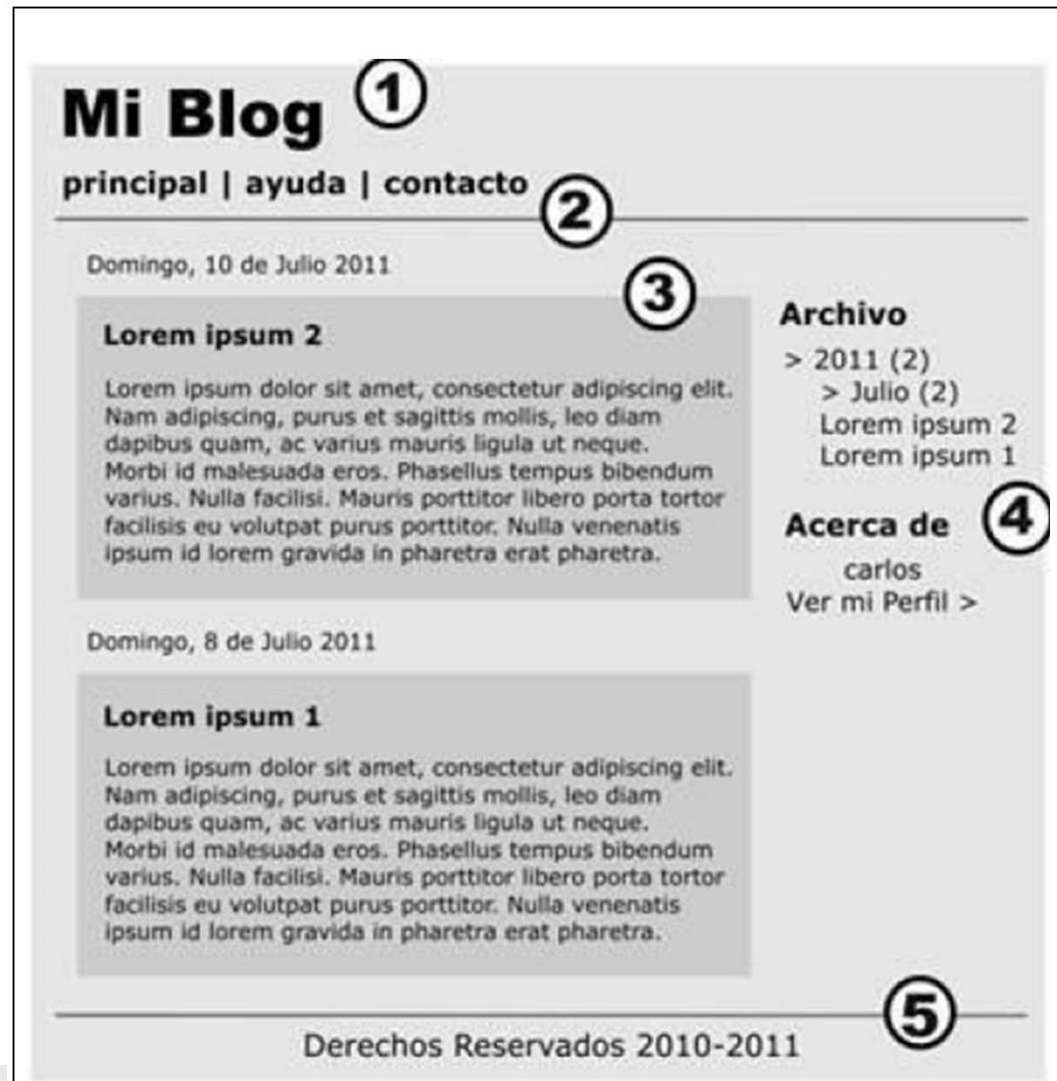 Mi Blog
1
principal | ayuda | contacto
2
Domingo, 10 de Julio 2011
3
Lorem ipsum 2
Lorem ipsum dolor sit amet, consectetur adipiscing elit.
Nam adipiscing, purus et sagittis mollis, leo diam
dapibus quam, ac varius mauris ligula ut neque.
Morbi id malesuada eros. Phasellus tempus bibendum
varius. Nulla facilisi. Mauris porttitor libero porta tortor
facilisis eu volutpat purus porttitor. Nulla venenatis
ipsum id lorem gravida in pharetra erat pharetra.
Domingo, 8 de Julio 2011
Lorem ipsum 1
Lorem ipsum dolor sit amet, consectetur adipiscing elit.
Nam adipiscing, purus et sagittis mollis, leo diam
dapibus quam, ac varius mauris ligula ut neque.
Morbi id malesuada eros. Phasellus tempus bibendum
varius. Nulla facilisi. Mauris porttitor libero porta tortor
facilisis eu volutpat purus porttitor. Nulla venenatis
ipsum id lorem gravida in pharetra erat pharetra.
Archivo
> 2011 (2)
> Julio (2)
Lorem ipsum 2
Lorem ipsum 1
Acerca de
4
carlos
Ver mi Perfil >
5
Derechos Reservados 2010-2011